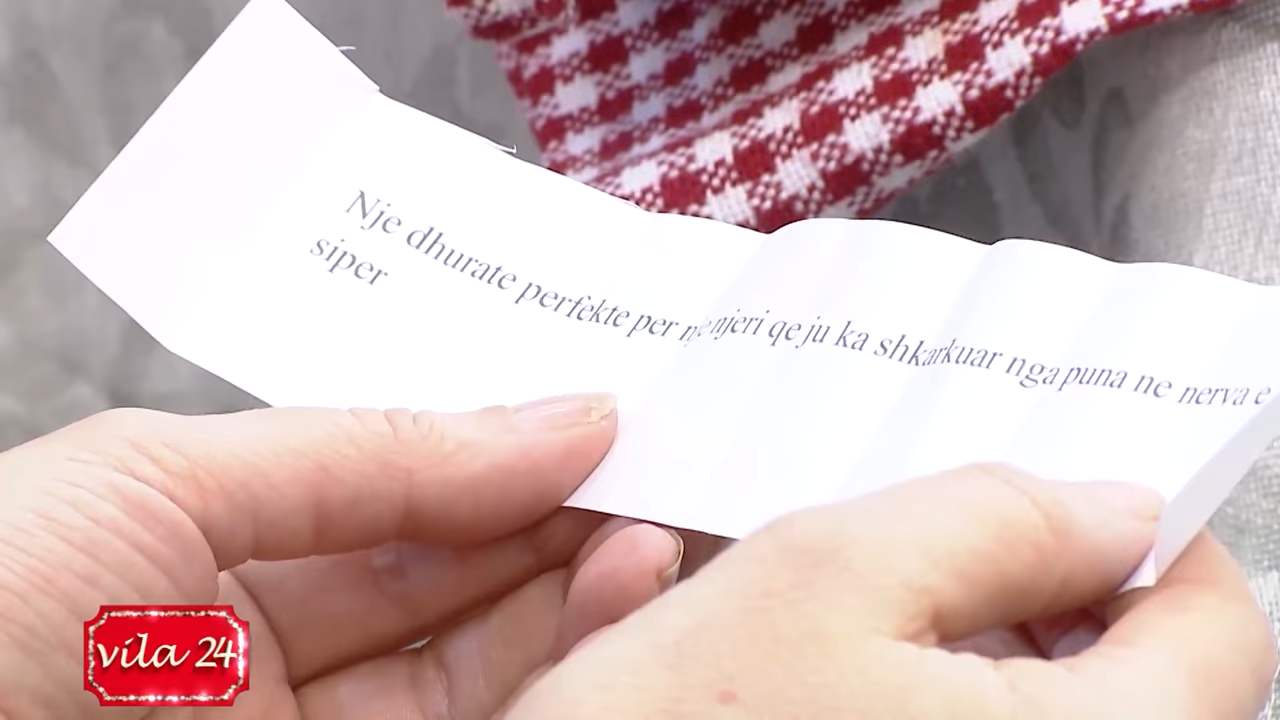 Nje dhurate perfekte per nje njeri qe ju ka shkarkuar nga puna ne nerva e
siper
vila 24